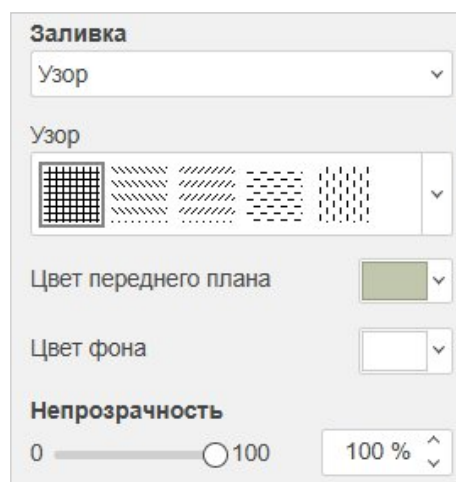 Заливка
Узор
Узор
Цвет переднего плана
Цвет фона
Непрозрачность
0 100 100 %